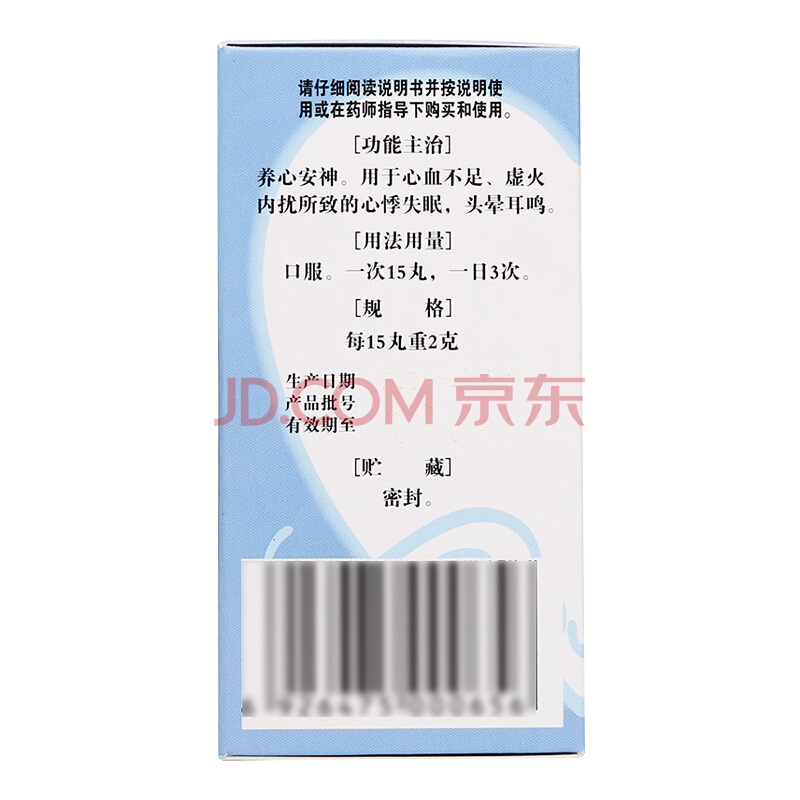 请仔细阅读说明书并按说明使
用或在药师指导下购买和使用。
[功能主治]
养心安神。用于心血不足、虚火
内扰所致的心悸失眠，头晕耳鸣。
[用法用量]
口服。一次15丸，一日3次。
[规　　格]
每15丸重2克
生产日期
JD.COM 京东
产品批号
有效期至
[贮　　藏]
密封。
6 926475 000656